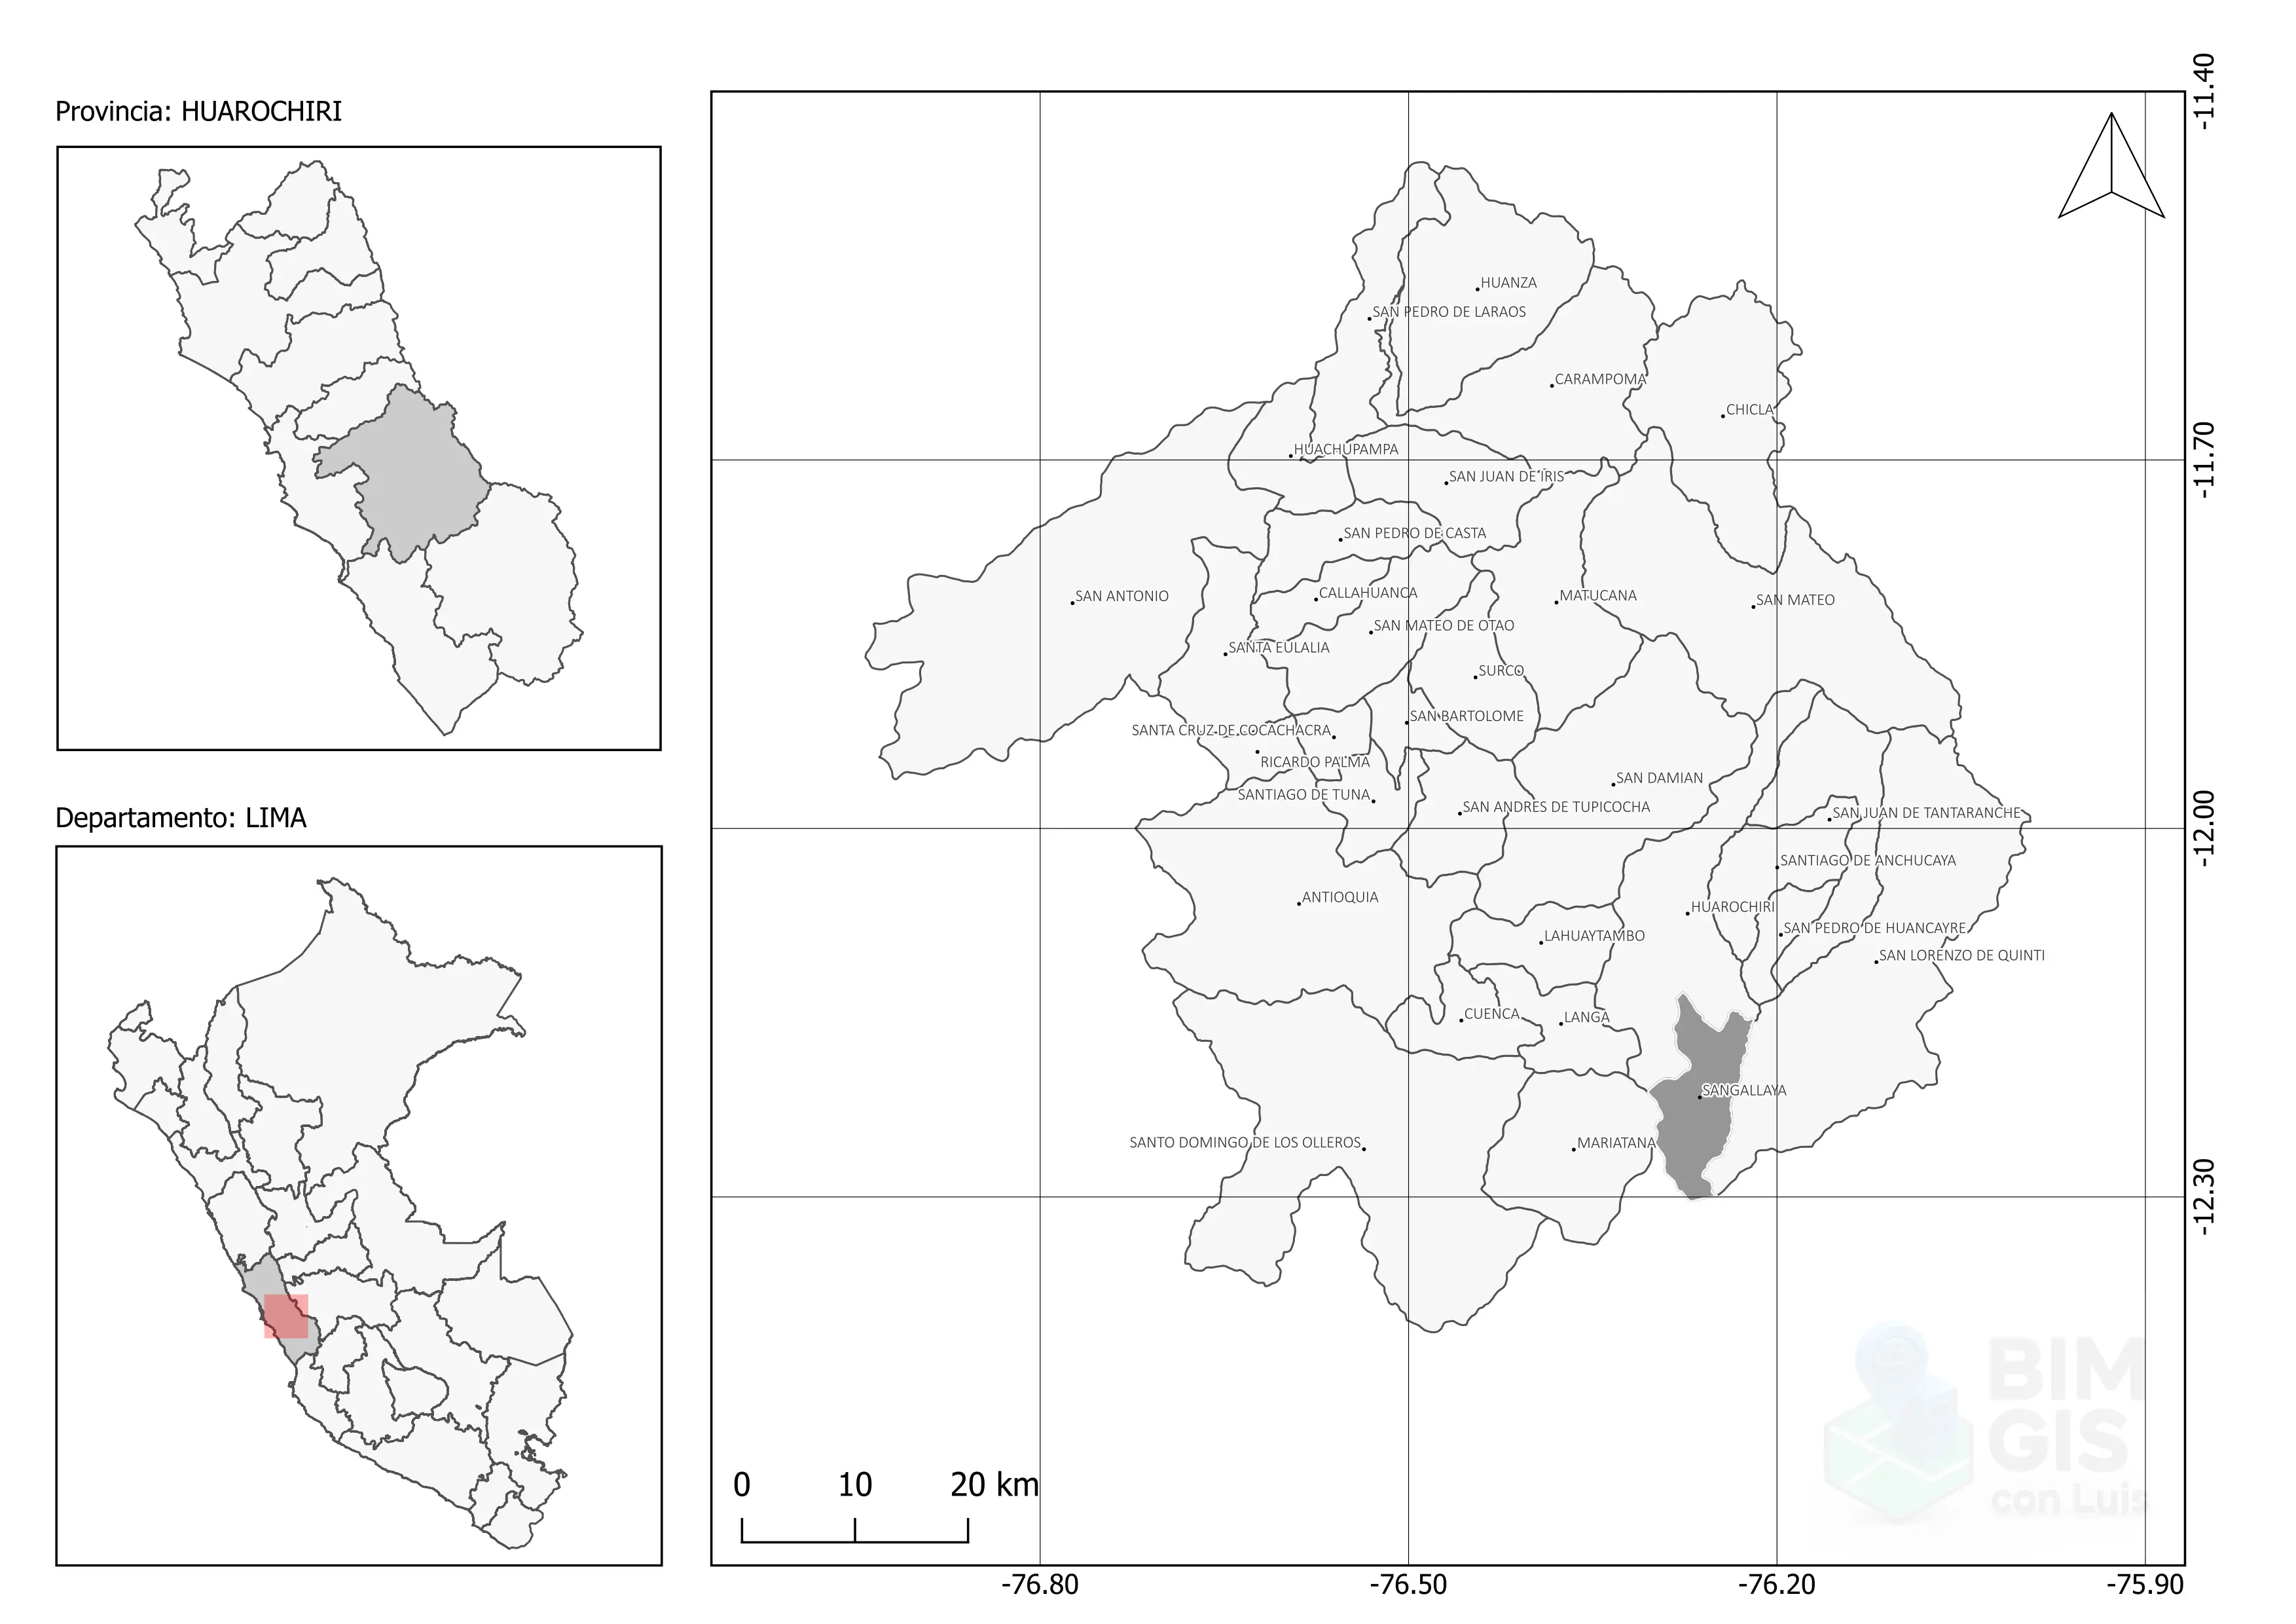 Provincia: HUAROCHIRI
Departamento: LIMA
HUANZA
SAN PEDRO DE LARAOS
CARAMPOMA
CHICLA
HUACHUPAMPA
SAN JUAN DE IRIS
SAN PEDRO DE CASTA
SAN ANTONIO
CALLAHUANCA
MATUCANA
SAN MATEO
SAN MATEO DE OTAO
SANTA EULALIA
SURCO
SAN BARTOLOME
SANTA CRUZ DE COCACHACRA
RICARDO PALMA
SAN DAMIAN
SANTIAGO DE TUNA
SAN ANDRES DE TUPICOCHA
SAN JUAN DE TANTARANCHE
SANTIAGO DE ANCHUCAYA
ANTIOQUIA
HUAROCHIRI
SAN PEDRO DE HUANCAYRE
LAHUAYTAMBO
SAN LORENZO DE QUINTI
CUENCA
LANGA
SANGALLAYA
SANTO DOMINGO DE LOS OLLEROS
MARIATANA
-11.40
-11.70
-12.00
-12.30
BIM
GIS
con Luis
0 10 20 km
-76.80 -76.50 -76.20 -75.90